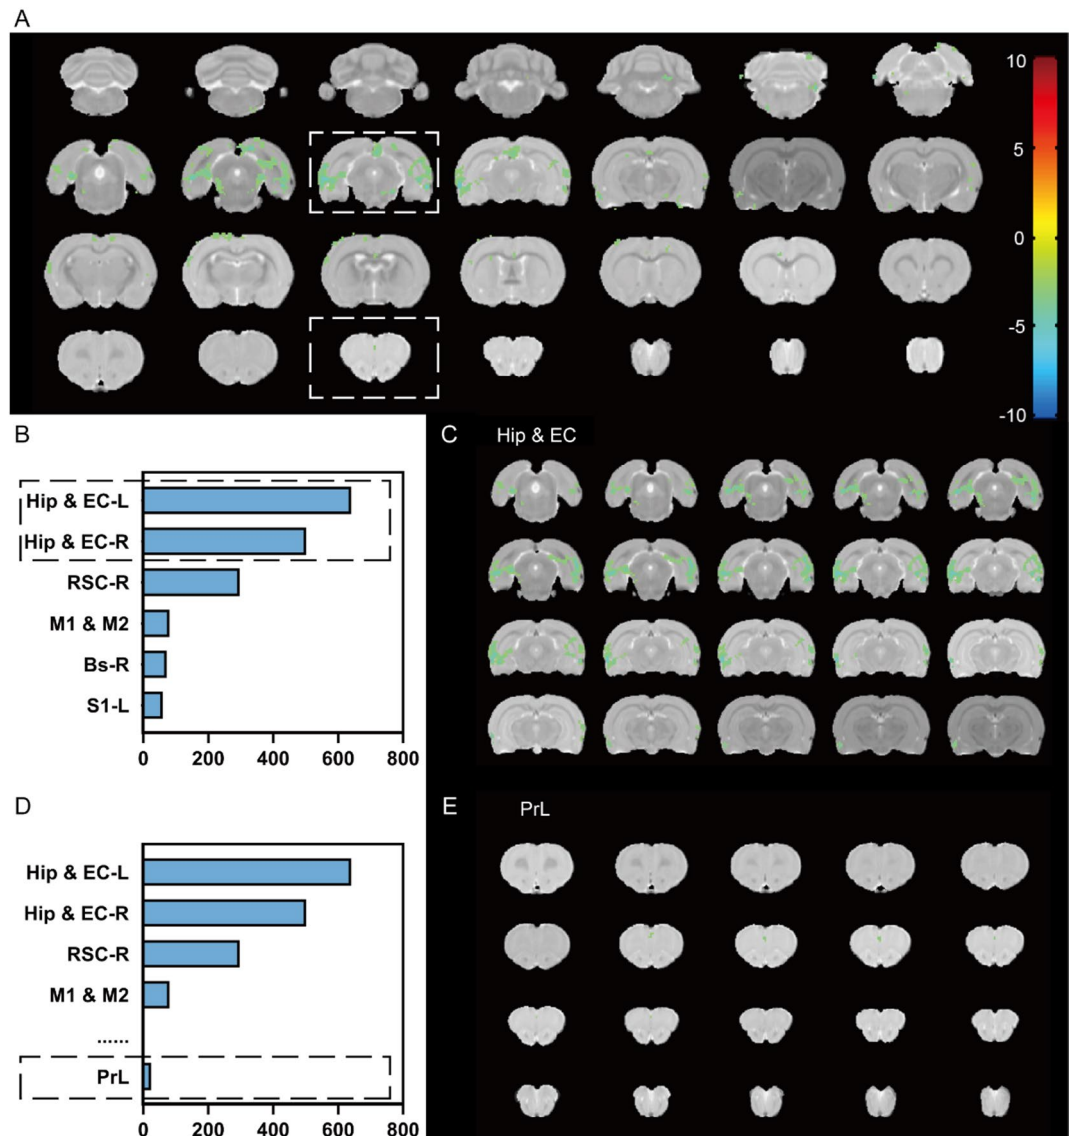 A
10
5
0
-5
-10
B
Hip & EC-L
Hip & EC-R
RSC-R
M1 & M2
Bs-R
S1-L
0 200 400 600 800
C
Hip & EC
D
Hip & EC-L
Hip & EC-R
RSC-R
M1 & M2
......
PrL
0 200 400 600 800
E
PrL